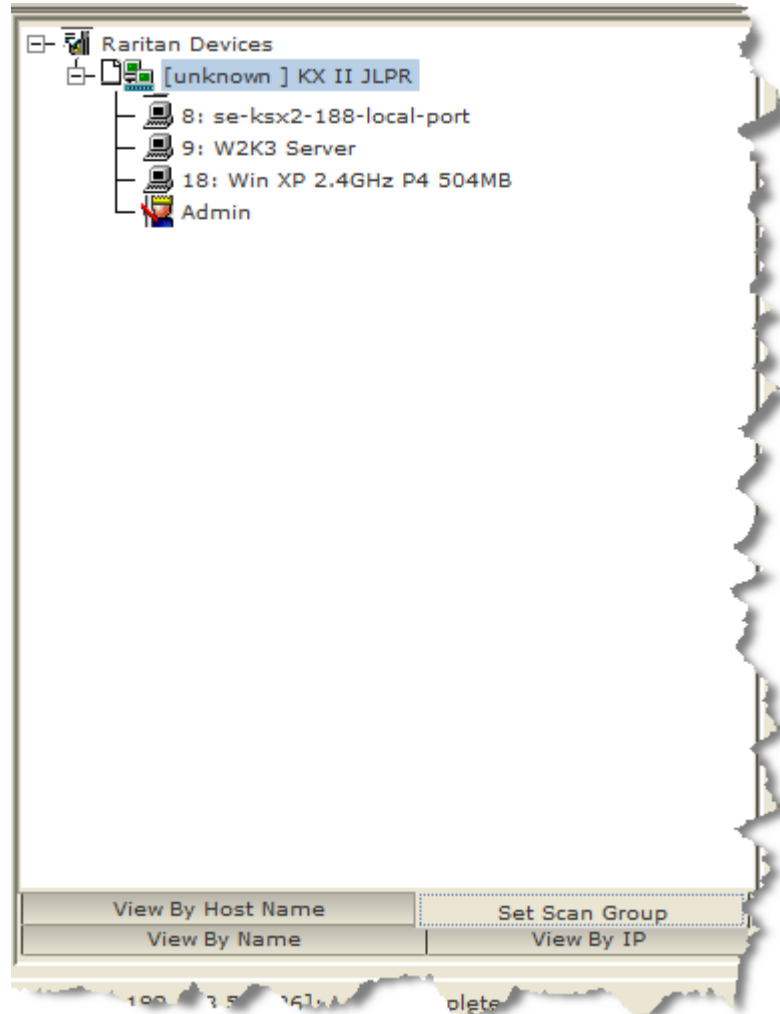 Raritan Devices
[unknown ] KX II JLPR
8: se-ksx2-188-local-port
9: W2K3 Server
18: Win XP 2.4GHz P4 504MB
Admin
View By Host Name
Set Scan Group
View By Name
View By IP